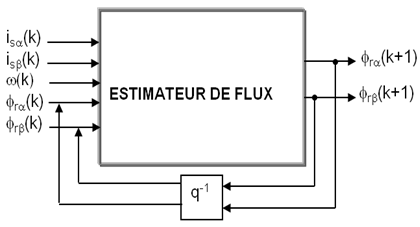 isα(k)
isβ(k)
ω(k)
ϕrα(k)
ϕrβ(k)
ESTIMATEUR DE FLUX
ϕrα(k+1)
ϕrβ(k+1)
q⁻¹